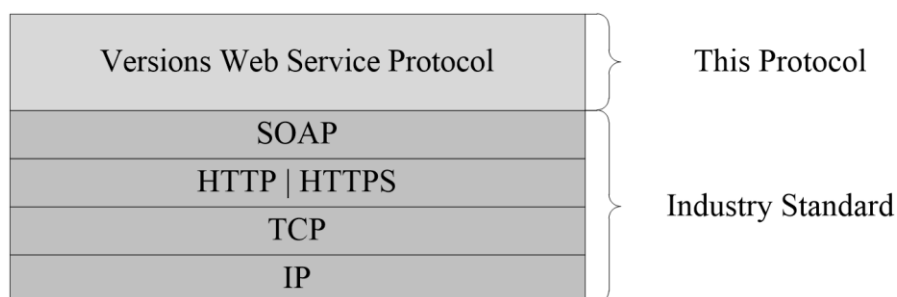 Versions Web Service Protocol
This Protocol
SOAP
HTTP | HTTPS
TCP
IP
Industry Standard